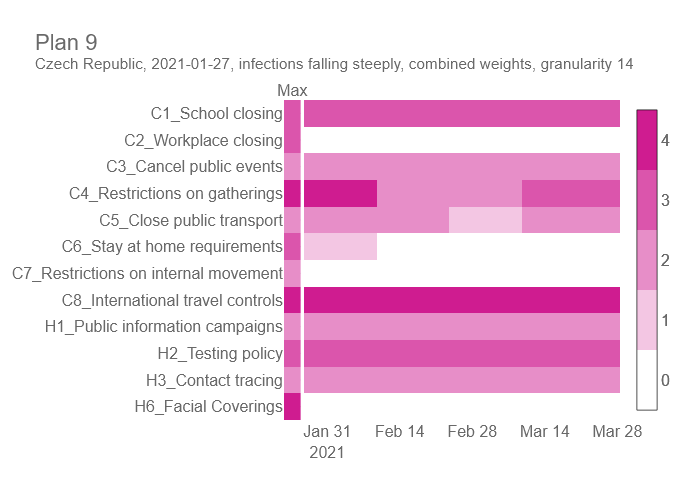 Plan 9
Czech Republic, 2021-01-27, infections falling steeply, combined weights, granularity 14
Max
C1_School closing
C2_Workplace closing
C3_Cancel public events
C4_Restrictions on gatherings
C5_Close public transport
C6_Stay at home requirements
C7_Restrictions on internal movement
C8_International travel controls
H1_Public information campaigns
H2_Testing policy
H3_Contact tracing
H6_Facial Coverings
4
3
2
1
0
Jan 31 Feb 14 Feb 28 Mar 14 Mar 28
2021